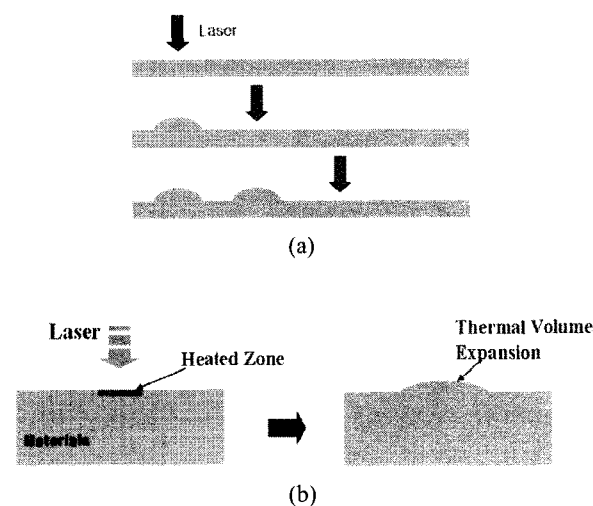 Laser
(a)
Laser
Heated Zone
Materials
Thermal Volume
Expansion
(b)